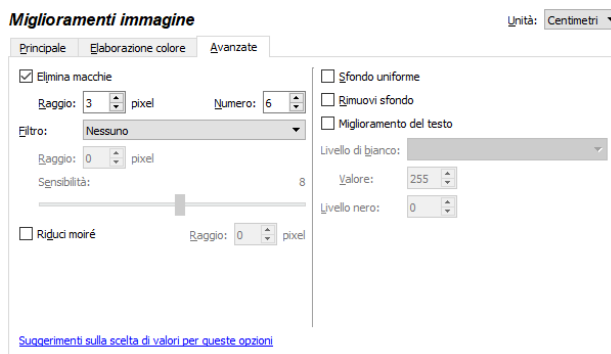 Miglioramenti immagine
Unità: Centimetri
Principale Elaborazione colore Avanzate
Elimina macchie
Raggio: 3 pixel Numero: 6
Filtro: Nessuno
Raggio: 0 pixel
Sensibilità: 8
Riduci moiré Raggio: 0 pixel
Sfondo uniforme
Rimuovi sfondo
Miglioramento del testo
Livello di bianco:
Valore: 255
Livello nero: 0
Suggerimenti sulla scelta di valori per queste opzioni